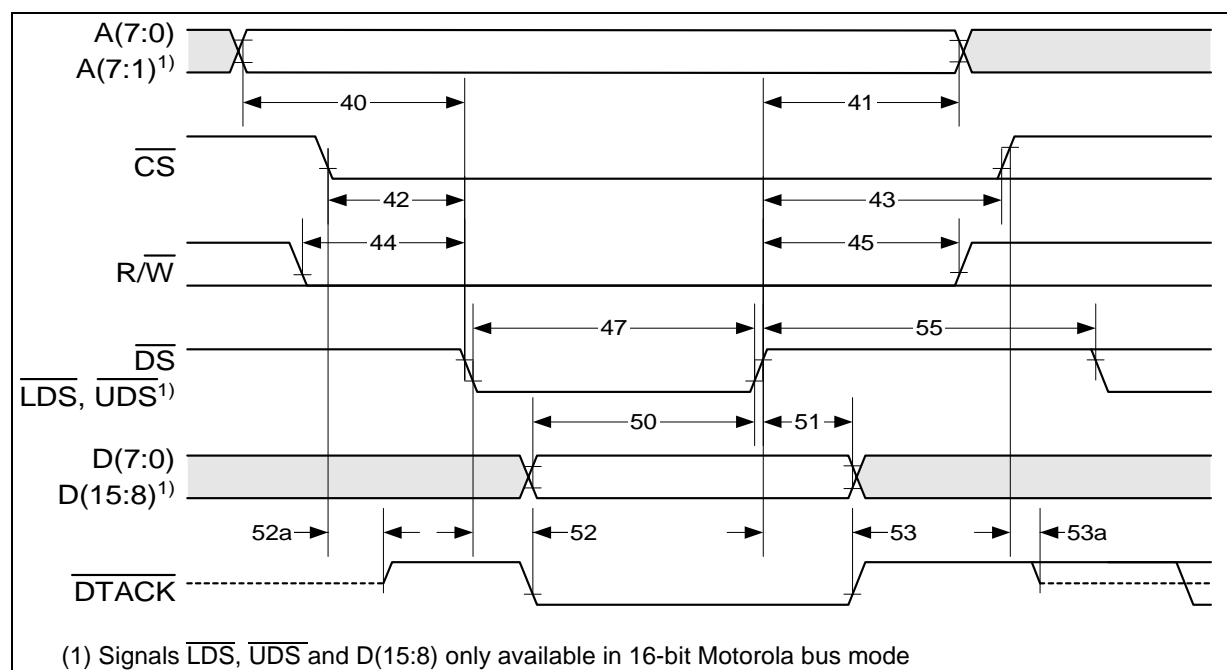 A(7:0)
A(7:1)1)
40
41
CS
42
43
44
45
R/W
47
55
DS
LDS, UDS1)
50
51
D(7:0)
D(15:8)1)
52a
52
53
53a
DTACK
(1) Signals LDS, UDS and D(15:8) only available in 16-bit Motorola bus mode